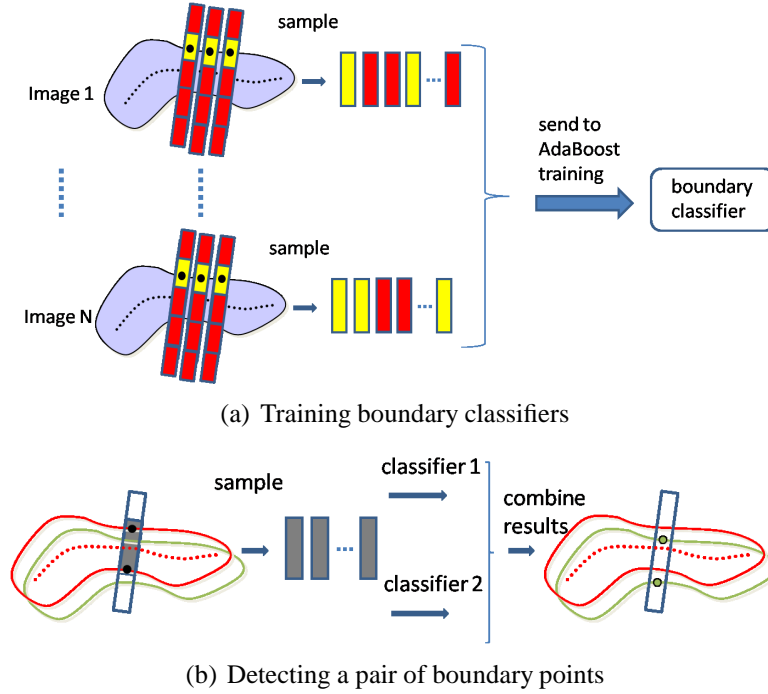 sample
Image 1
send to
AdaBoost
training
boundary
classifier
sample
Image N
(a) Training boundary classifiers
sample
classifier 1
classifier 2
combine
results
(b) Detecting a pair of boundary points